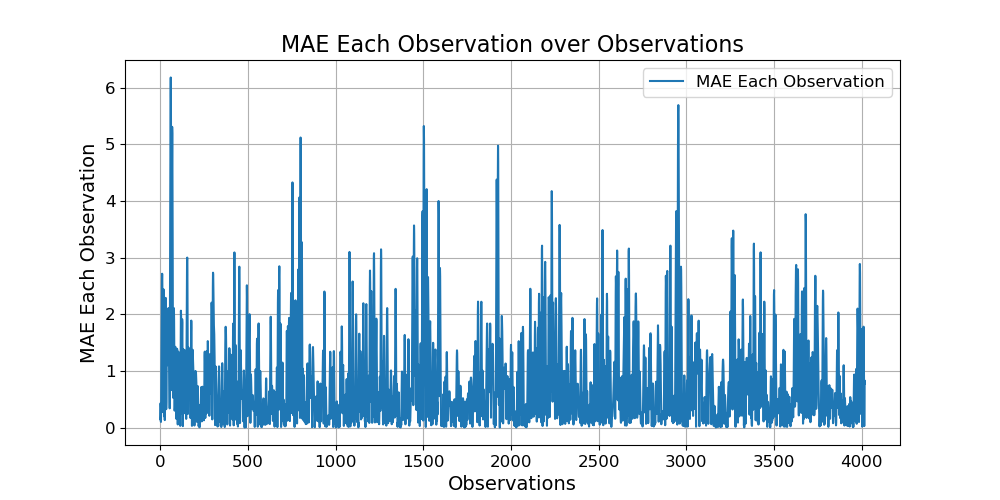 MAE Each Observation over Observations
MAE Each Observation
6
5
4
3
2
1
0
MAE Each Observation
0 500 1000 1500 2000 2500 3000 3500 4000
Observations